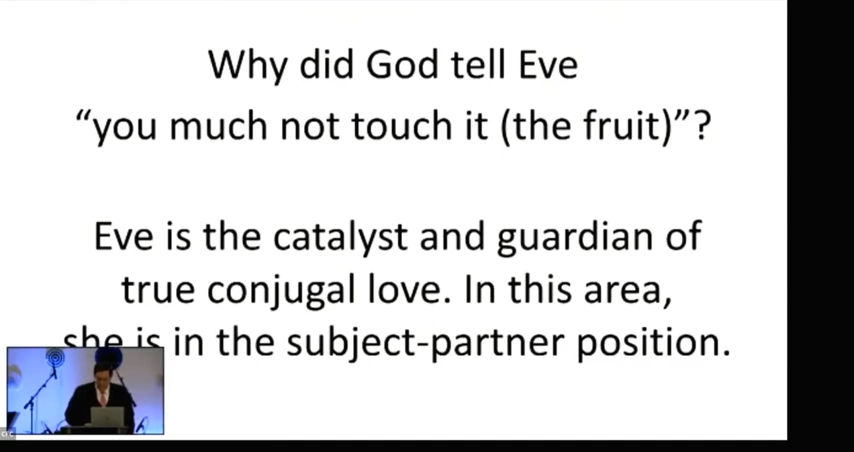 Why did God tell Eve
“you much not touch it (the fruit)”?
Eve is the catalyst and guardian of
true conjugal love. In this area,
she is in the subject-partner position.